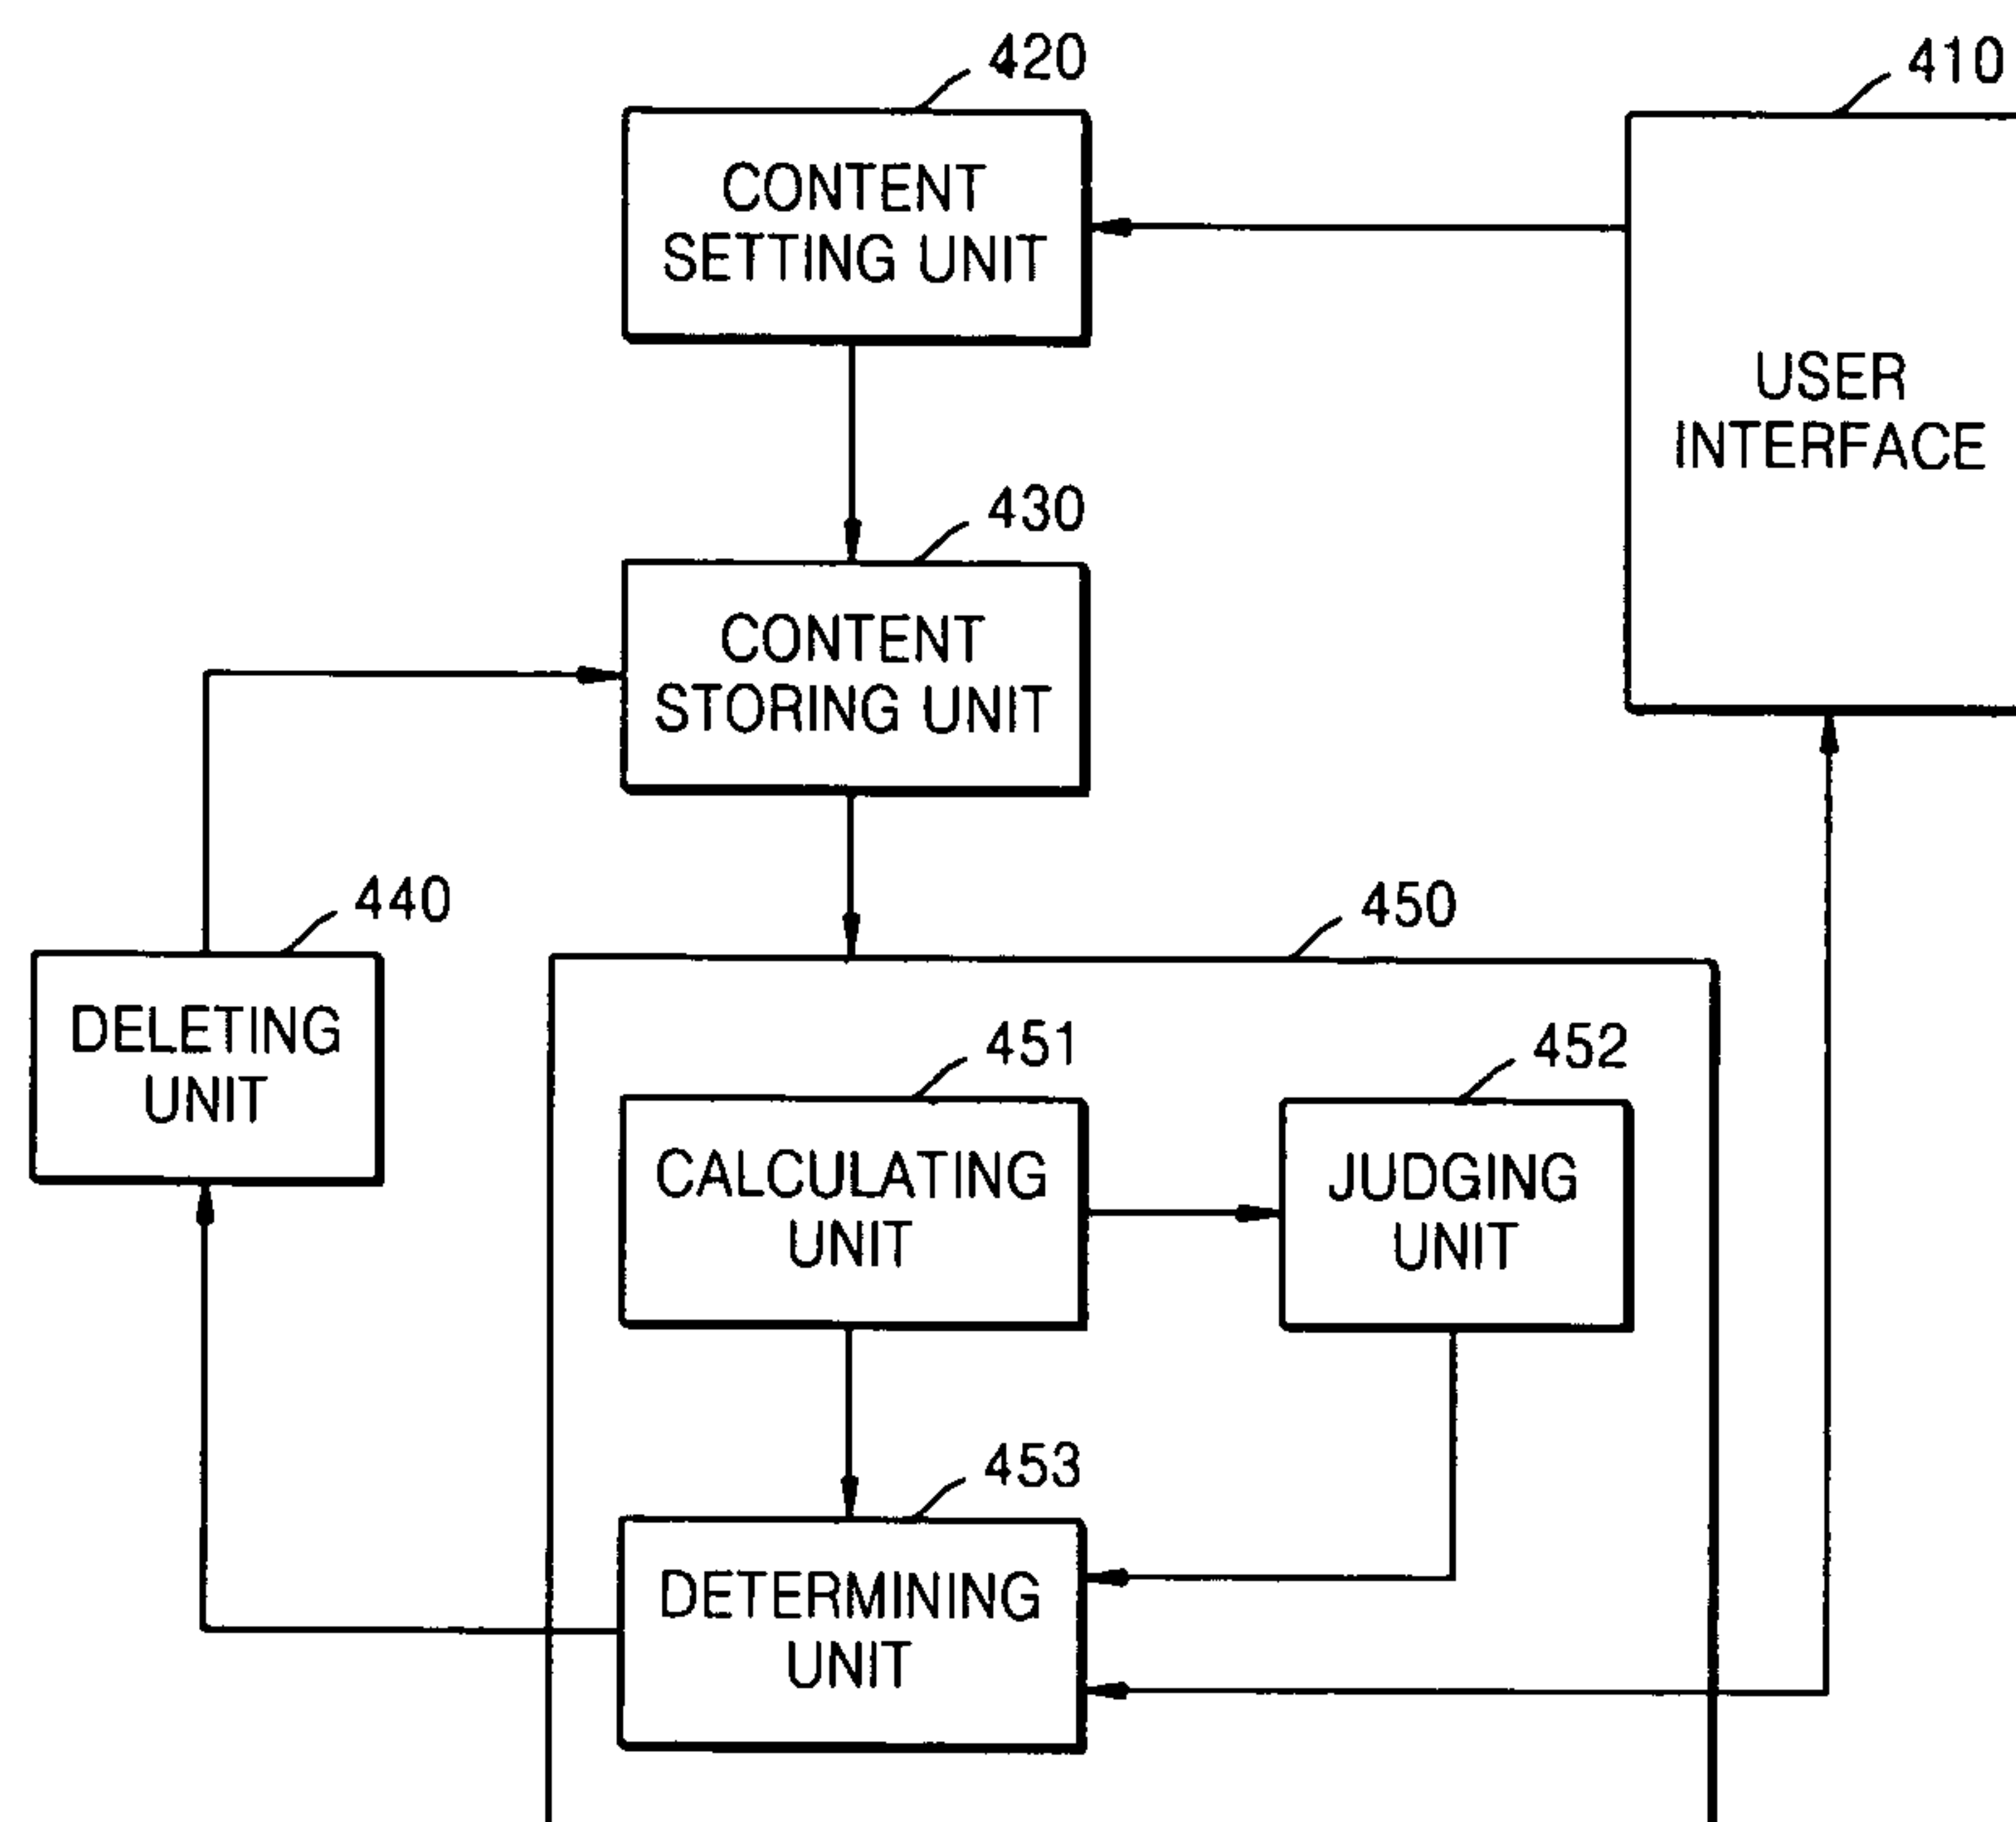 420
410
CONTENT
SETTING UNIT
USER
INTERFACE
430
CONTENT
STORING UNIT
440
450
DELETING
UNIT
451
452
CALCULATING
UNIT
JUDGING
UNIT
453
DETERMINING
UNIT